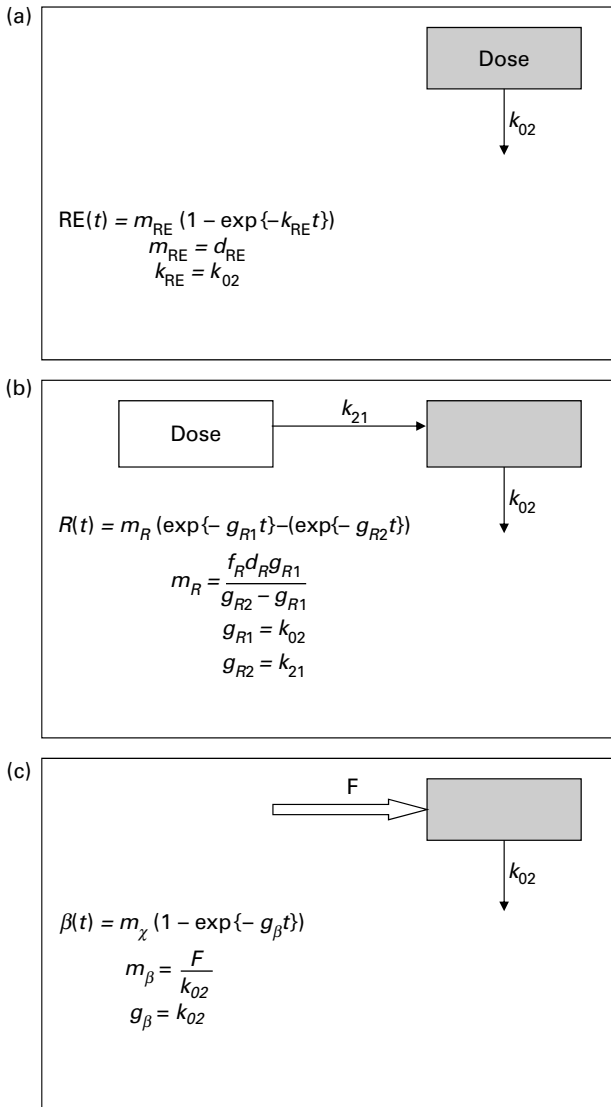 (a)
Dose
k02
RE(t) = mRE (1 – exp{–kREt})
mRE = dRE
kRE = k02
(b)
Dose
k21
k02
R(t) = mR (exp{– gR1t}–(exp{– gR2t})
mR = fRdRgR1 / gR2 – gR1
gR1 = k02
gR2 = k21
(c)
F
k02
β(t) = mχ (1 – exp{– gβt})
mβ = F / k02
gβ = k02